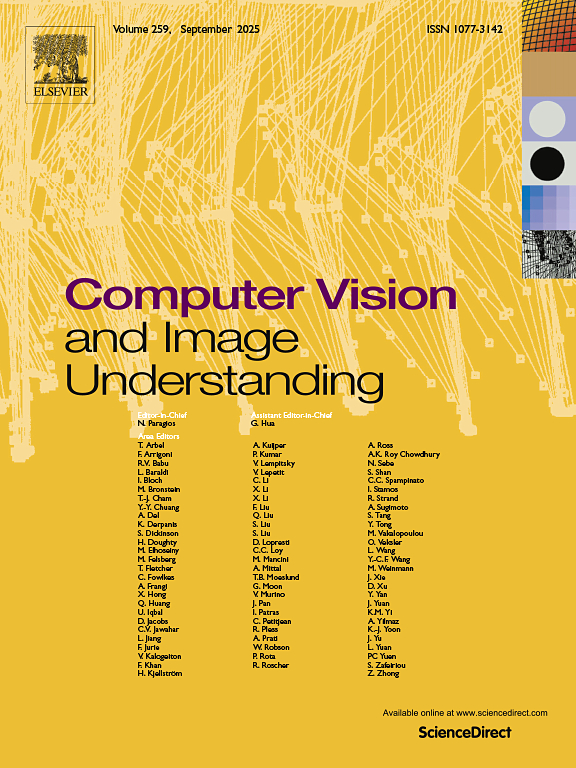 Volume 259, September 2025
ISSN 1077-3142
ELSEVIER
Computer Vision
and Image
Understanding
Editor-in-Chief
N. Paragios
Assistant Editor-in-Chief
G. Hua
Area Editors
T. Arbel
F. Arrigoni
R.V. Babu
L. Baraldi
I. Bloch
M. Bronstein
T.-J. Cham
Y.-Y. Chuang
A. Del
K. Derpanis
S. Dickinson
H. Doughty
M. Elhoseiny
M. Felsberg
T. Fletcher
C. Fowlkes
A. Frangi
X. Hong
Q. Huang
U. Iqbal
D. Jacobs
C.V. Jawahar
L. Jiang
F. Jurie
V. Kalogeiton
F. Khan
H. Kjellström
A. Kuijper
P. Kumar
V. Lempitsky
V. Lepetit
C. Li
X. Li
X. Li
F. Liu
Q. Liu
S. Liu
S. Liu
D. Lopresti
C.C. Loy
M. Mancini
A. Mittal
T.B. Moeslund
G. Moon
V. Murino
J. Pan
I. Patras
C. Petitjean
R. Pless
A. Prati
W. Robson
P. Rota
R. Roscher
A. Ross
A.K. Roy Chowdhury
N. Sebe
S. Shan
C.C. Spampinato
I. Stamos
R. Strand
A. Sugimoto
S. Tang
Y. Tong
M. Vakalopoulou
O. Veksler
L. Wang
Y.-C.F. Wang
M. Weinmann
J. Xie
D. Xu
Y. Yan
J. Yuan
K.M. Yi
A. Yilmaz
K.-J. Yoon
J. Yu
L. Yuan
PC Yuen
S. Zafeiriou
Z. Zhong
Available online at www.sciencedirect.com
ScienceDirect